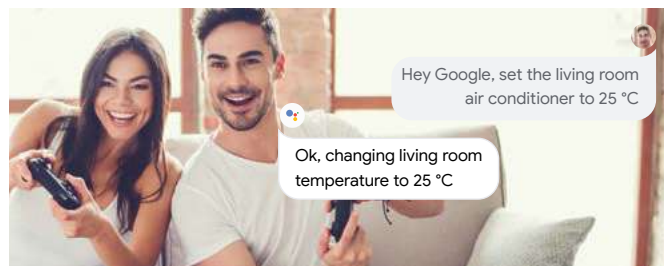 Hey Google, set the living room
air conditioner to 25 °C
Ok, changing living room
temperature to 25 °C